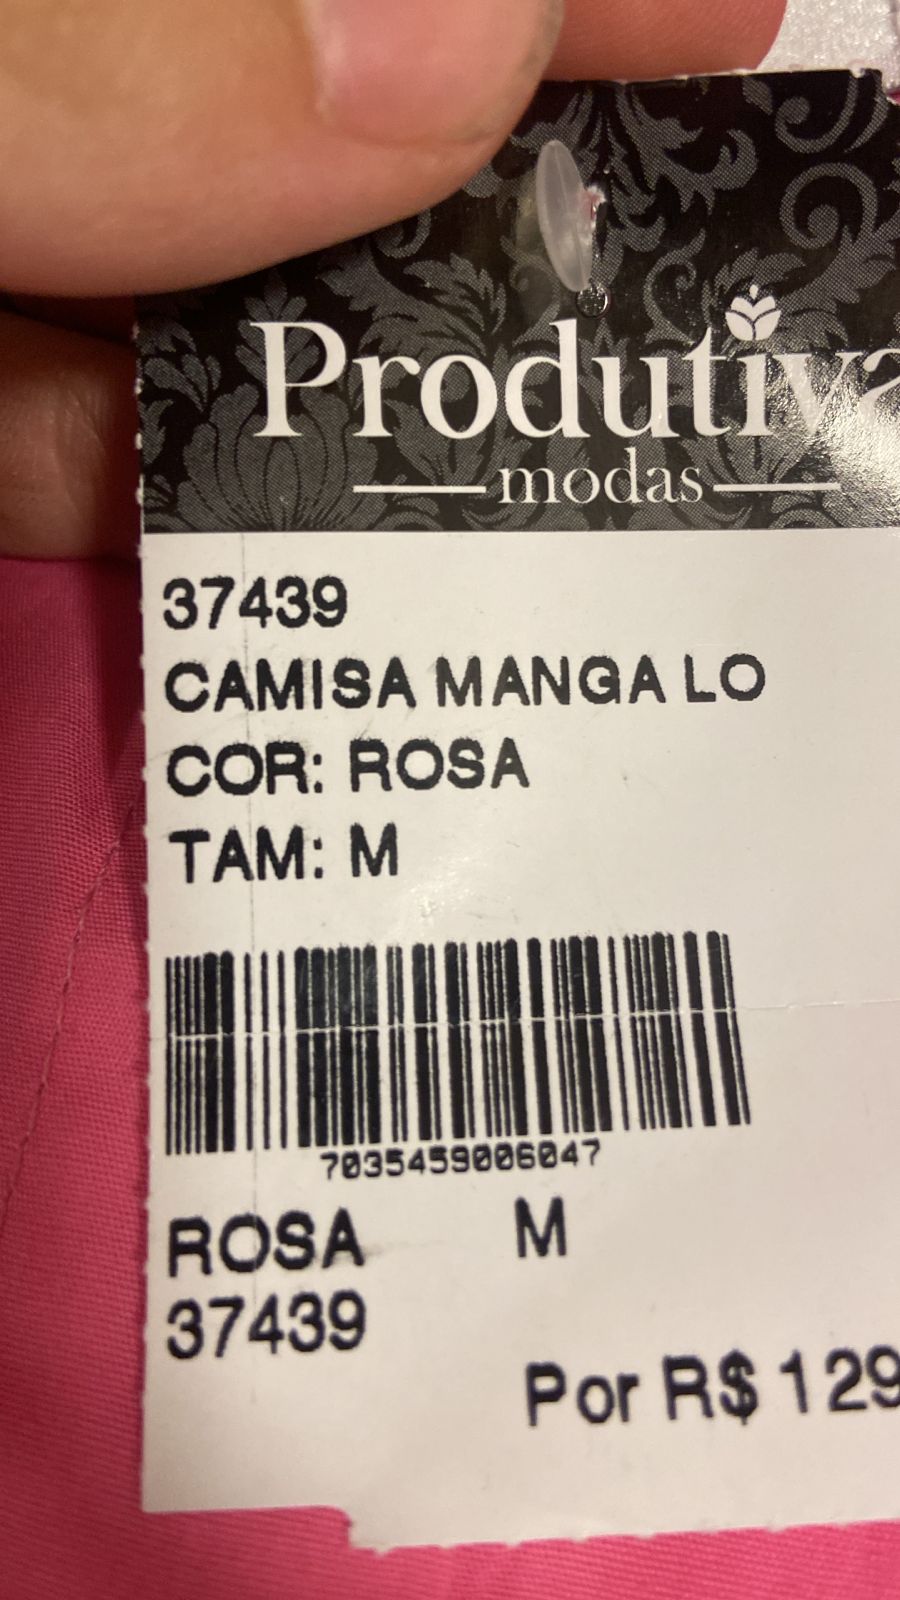 Produtiva
modas
37439
CAMISA MANGA LO
COR: ROSA
TAM: M
7035459006047
ROSA M
37439
Por R$ 129